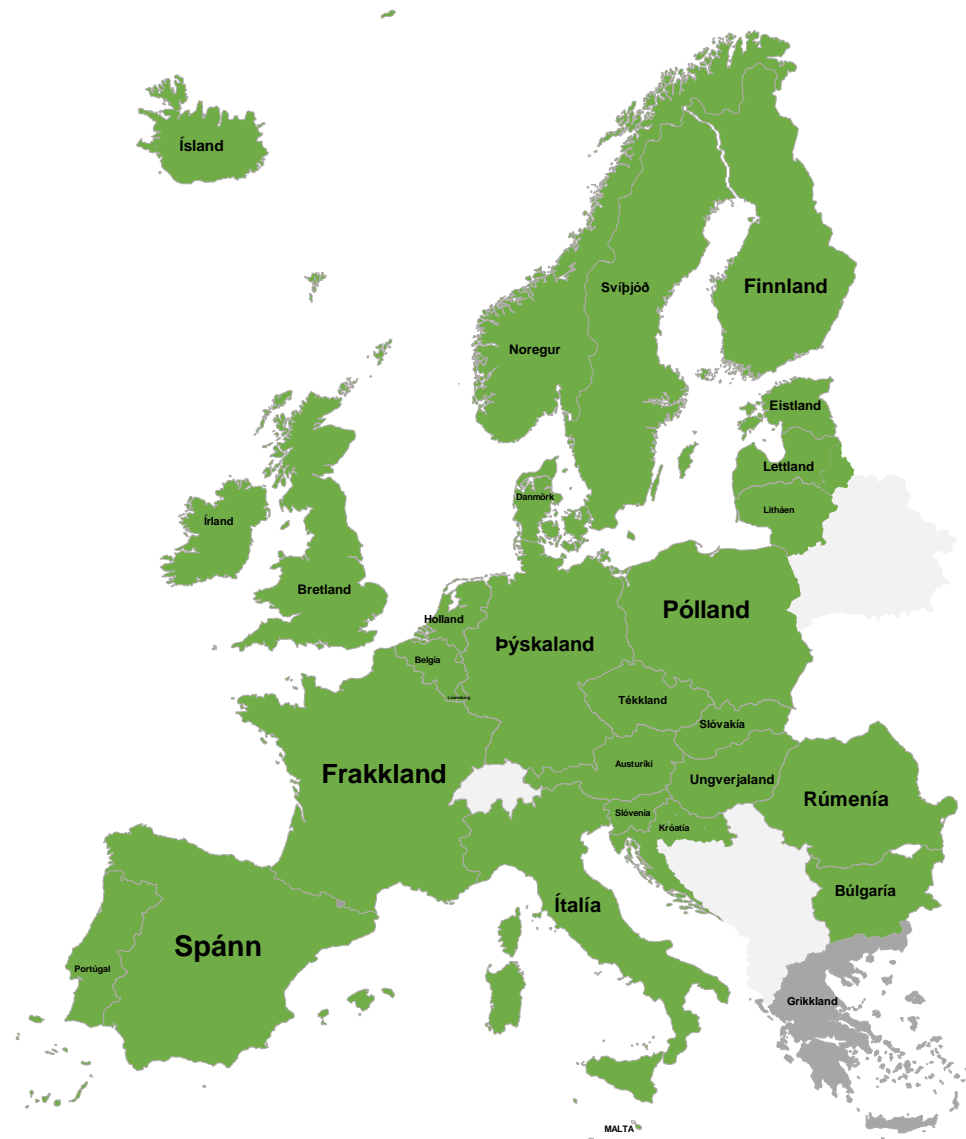 Ísland
Svíþjóð
Finnland
Noregur
Eistland
Lettland
Danmörk
Litháen
Írland
Bretland
Pólland
Holland
Þýskaland
Belgía
Tékkland
Slóvakía
Austuríki
Frakkland
Ungverjaland
Rúmenía
Slóvenía
Króatía
Búlgaría
Ítalía
Spánn
Portúgal
Grikkland
MALTA